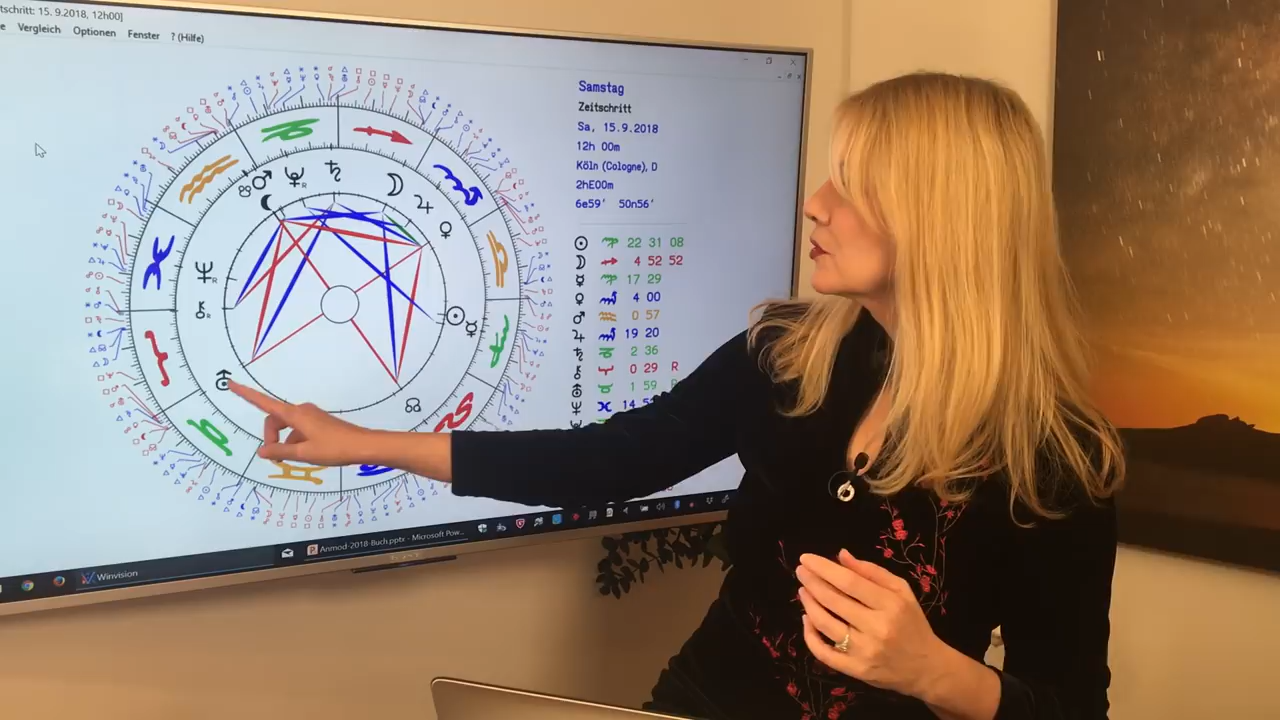 tschritt: 15. 9.2018, 12h00]
e Vergleich Optionen Fenster ? (Hilfe)
Samstag
Zeitschritt
Sa, 15.9.2018
12h 00m
Köln (Cologne), D
2hE00m
6e59' 50n56'
22 31 08
4 52 52
17 29
4 00
0 57
19 20
2 36
0 29 R
1 59 R
14
Anmod-2018-Buch.pptx - Microsoft Pow...
Winvision